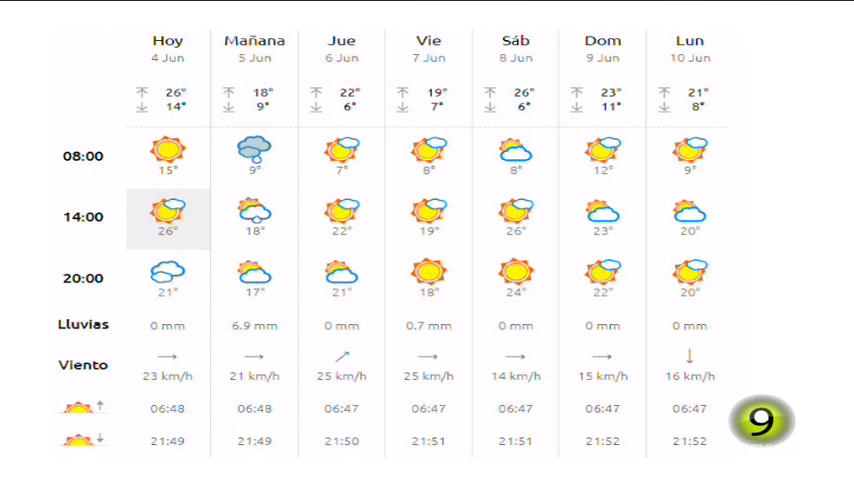 Hoy Mañana Jue Vie Sáb Dom Lun
4 Jun 5 Jun 6 Jun 7 Jun 8 Jun 9 Jun 10 Jun
26° 18° 22° 19° 26° 23° 21°
14° 9° 6° 7° 6° 11° 8°
08:00
15° 9° 7° 8° 8° 12° 9°
14:00
26° 18° 22° 19° 26° 23° 20°
20:00
21° 17° 21° 18° 24° 22° 20°
Lluvias 0 mm 6.9 mm 0 mm 0.7 mm 0 mm 0 mm 0 mm
Viento
23 km/h 21 km/h 25 km/h 25 km/h 14 km/h 15 km/h 16 km/h
06:48 06:48 06:47 06:47 06:47 06:47 06:47
21:49 21:49 21:50 21:51 21:51 21:52 21:52
9